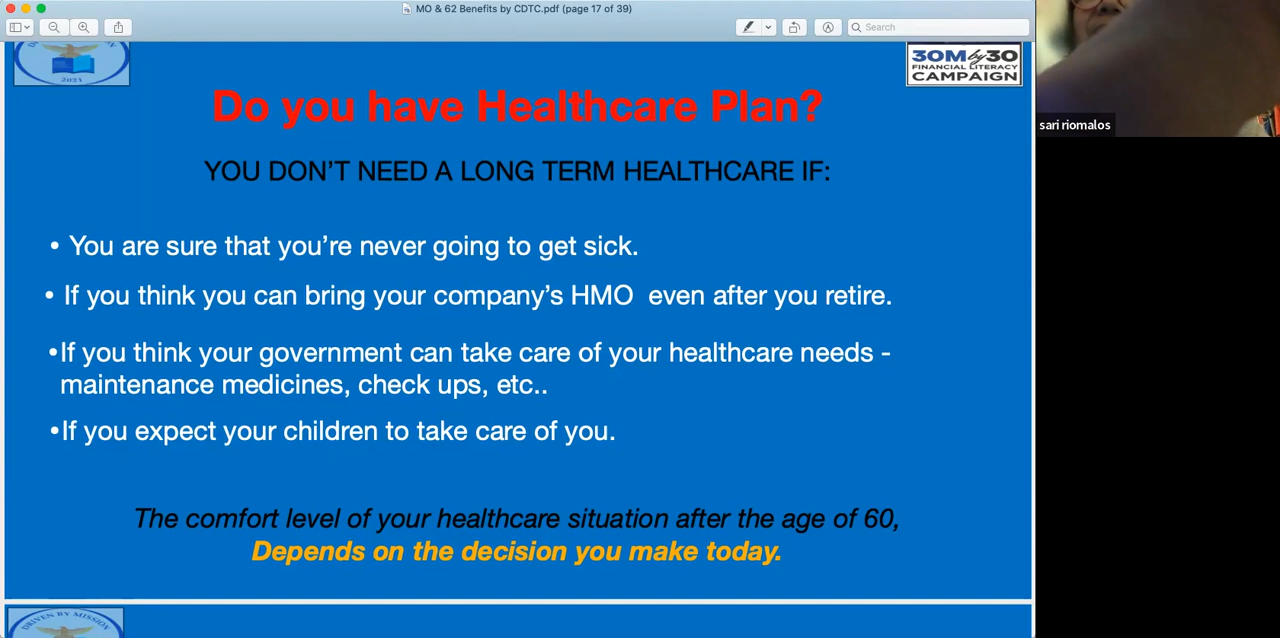 MO & 62 Benefits by CDTC.pdf (page 17 of 39)
Search
2021
30M by 30
FINANCIAL LITERACY
CAMPAIGN
Do you have Healthcare Plan?
YOU DON'T NEED A LONG TERM HEALTHCARE IF:
• You are sure that you're never going to get sick.
• If you think you can bring your company's HMO even after you retire.
•If you think your government can take care of your healthcare needs -
maintenance medicines, check ups, etc..
•If you expect your children to take care of you.
The comfort level of your healthcare situation after the age of 60,
Depends on the decision you make today.
DRIVEN BY MISSION
sari riomalos